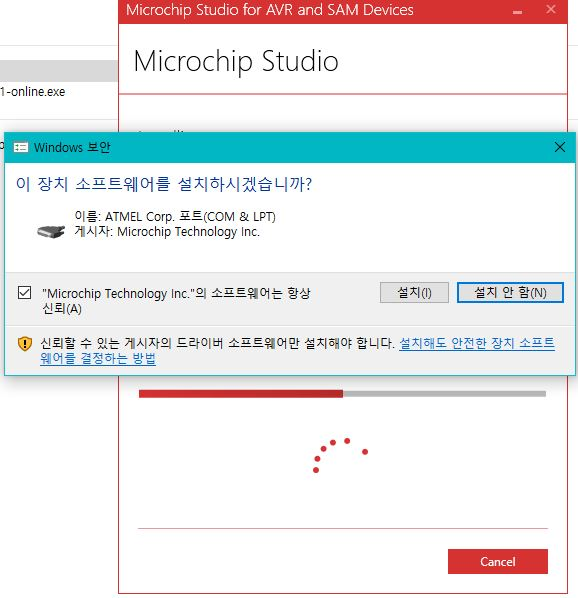 Microchip Studio for AVR and SAM Devices
Microchip Studio
1-online.exe
Windows 보안
이 장치 소프트웨어를 설치하시겠습니까?
이름: ATMEL Corp. 포트(COM & LPT)
게시자: Microchip Technology Inc.
"Microchip Technology Inc."의 소프트웨어는 항상
신뢰(A)
설치(I)
설치 안 함(N)
신뢰할 수 있는 게시자의 드라이버 소프트웨어만 설치해야 합니다. 설치해도 안전한 장치 소프트
웨어를 결정하는 방법
Cancel